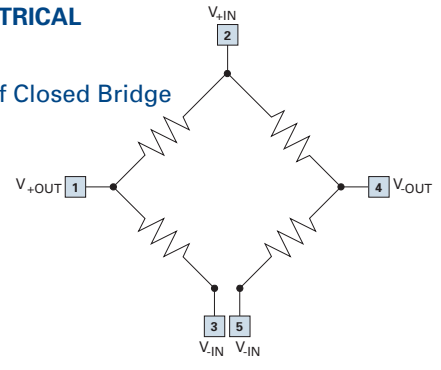 TRICAL
f Closed Bridge
V+IN
2
V+OUT 1
4 V-OUT
3 5
V-IN V-IN